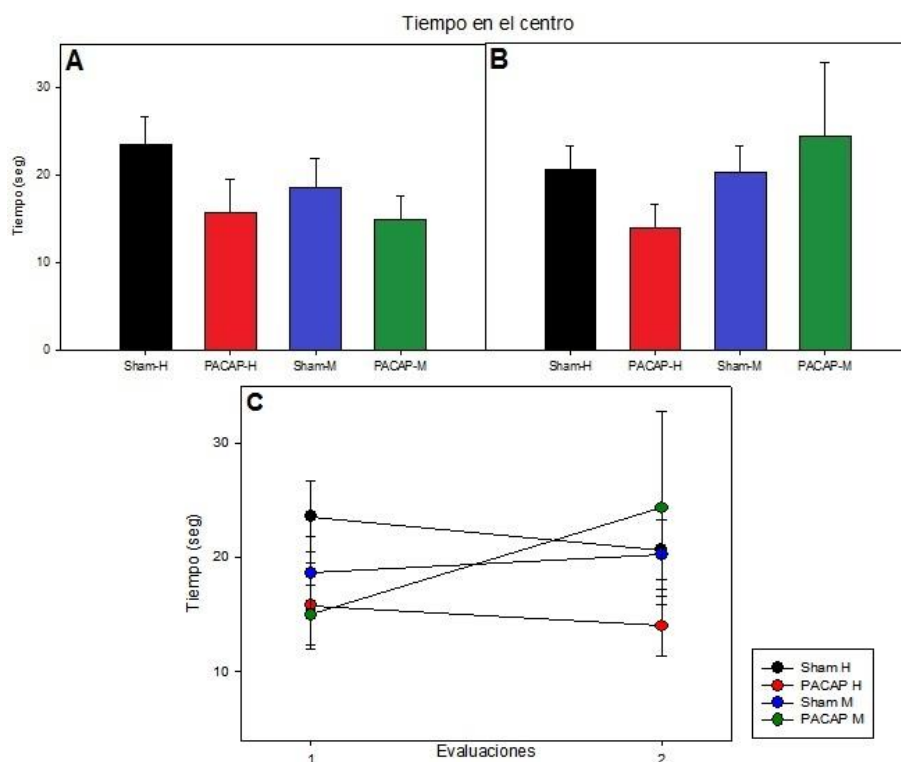 Tiempo en el centro
A
B
Tiempo (seg)
30
20
10
0
Sham-H PACAP-H Sham-M PACAP-M
Sham-H PACAP-H Sham-M PACAP-M
C
Tiempo (seg)
30
20
10
1 2
Evaluaciones
Sham H
PACAP H
Sham M
PACAP M